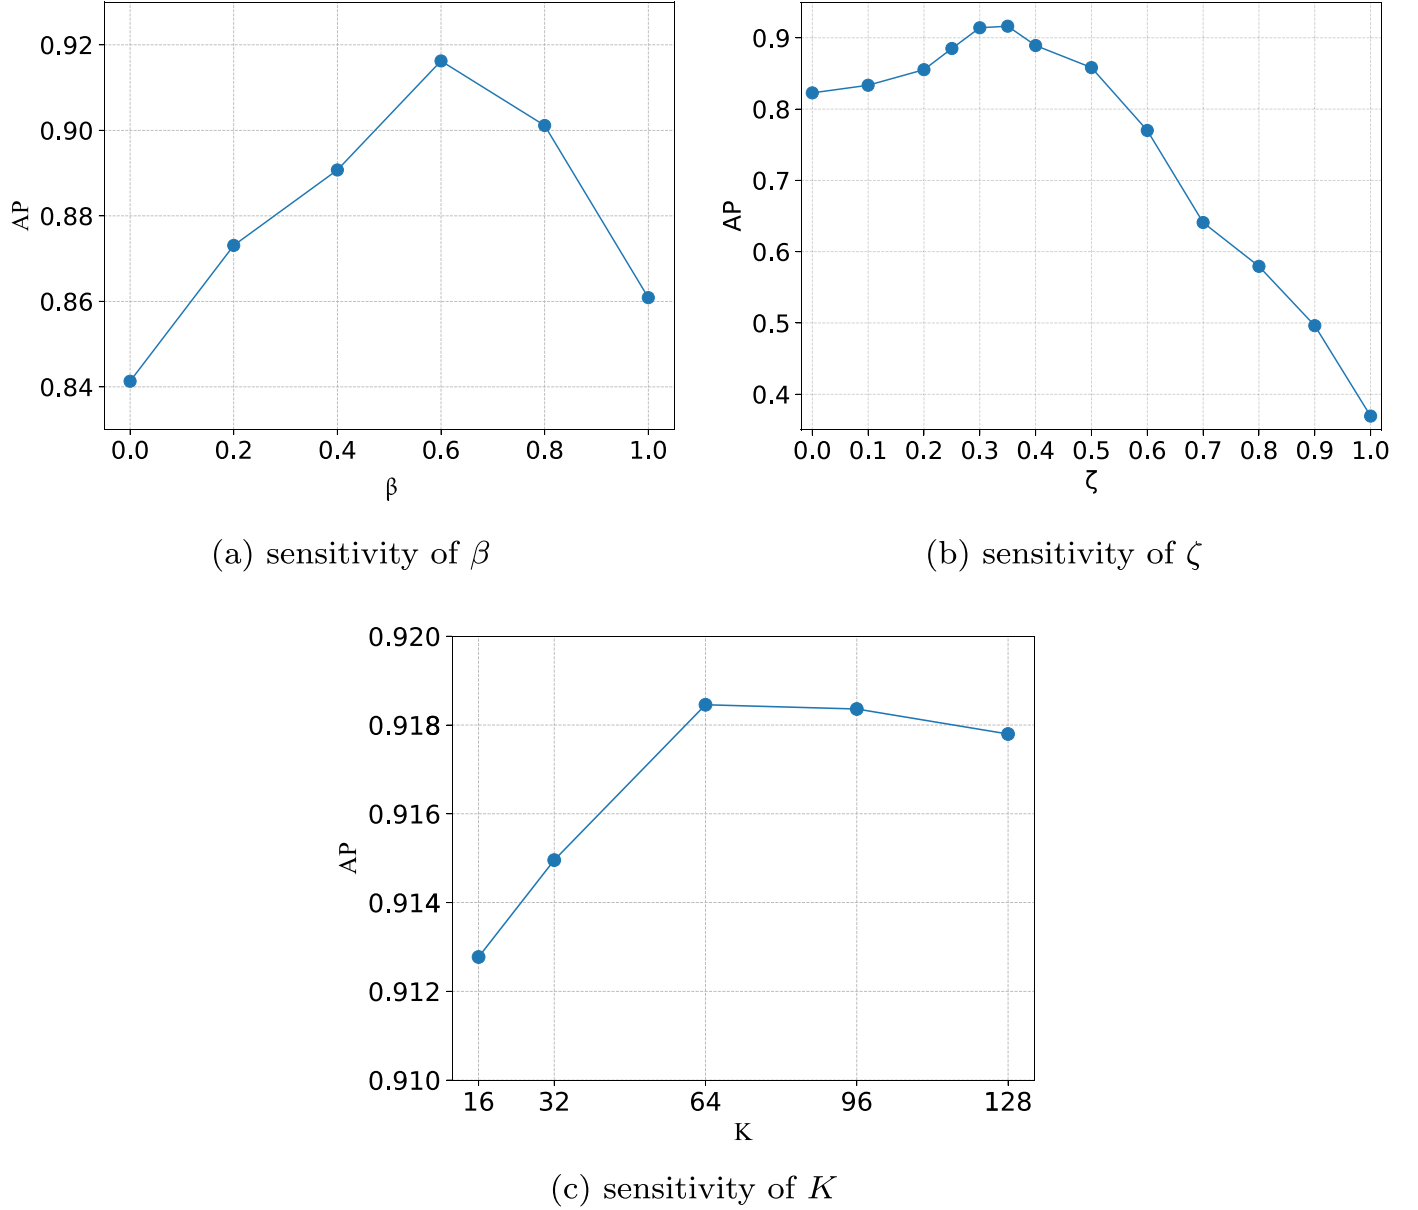 0.92
0.90
0.88
0.86
0.84
AP
0.0 0.2 0.4 0.6 0.8 1.0
β
(a) sensitivity of β
0.9
0.8
0.7
0.6
0.5
0.4
AP
0.0 0.1 0.2 0.3 0.4 0.5 0.6 0.7 0.8 0.9 1.0
ζ
(b) sensitivity of ζ
0.920
0.918
0.916
0.914
0.912
0.910
AP
16 32 64 96 128
K
(c) sensitivity of K